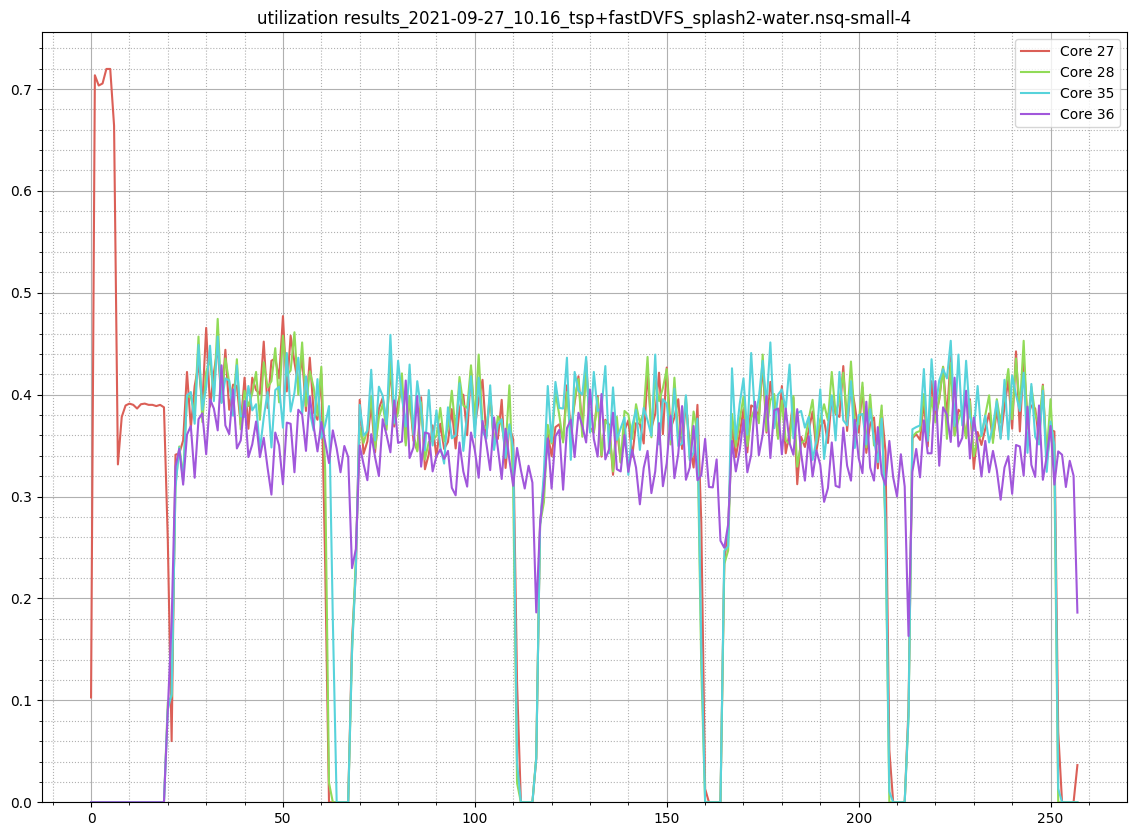 utilization results_2021-09-27_10.16_tsp+fastDVFS_splash2-water.nsq-small-4
Core 27
Core 28
Core 35
Core 36
0.7
0.6
0.5
0.4
0.3
0.2
0.1
0.0
0 50 100 150 200 250